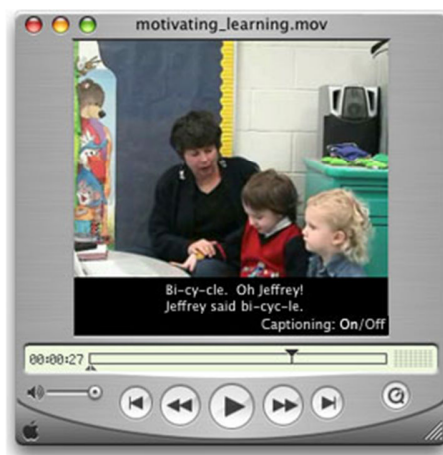 motivating_learning.mov
Bi-cy-cle. Oh Jeffrey!
Jeffrey said bi-cyc-le.
Captioning: On/Off
00:00:27